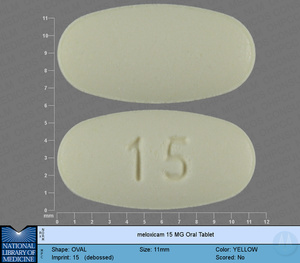 11
10
9
8
7
6
5
4
3
2
1
mm
15
0 1 2 3 4 5 6 7 8 9 10 11 12
meloxicam 15 MG Oral Tablet
NATIONAL
LIBRARY OF
MEDICINE
Shape: OVAL Size: 11mm Color: YELLOW
Imprint: 15 (debossed) Scored: No